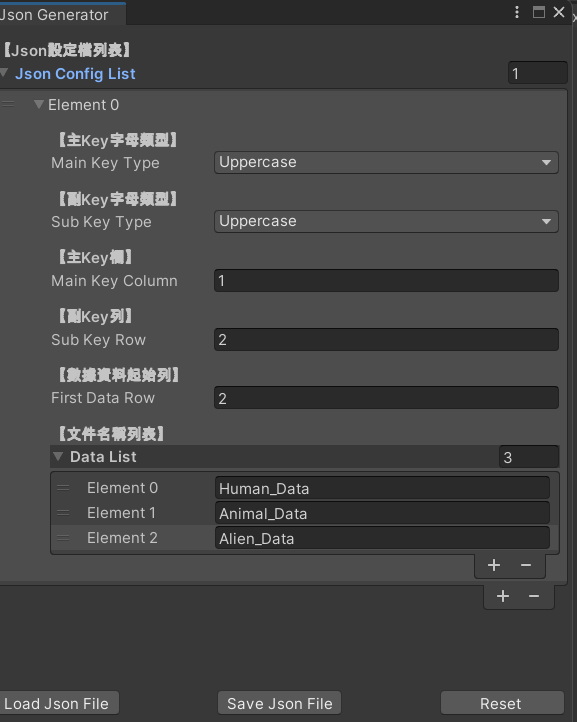 Json Generator
【Json設定檔列表】
Json Config List 1
Element 0
【主Key字母類型】
Main Key Type Uppercase
【副Key字母類型】
Sub Key Type Uppercase
【主Key欄】
Main Key Column 1
【副Key列】
Sub Key Row 2
【數據資料起始列】
First Data Row 2
【文件名稱列表】
Data List 3
Element 0 Human_Data
Element 1 Animal_Data
Element 2 Alien_Data
+ −
+ −
Load Json File Save Json File Reset